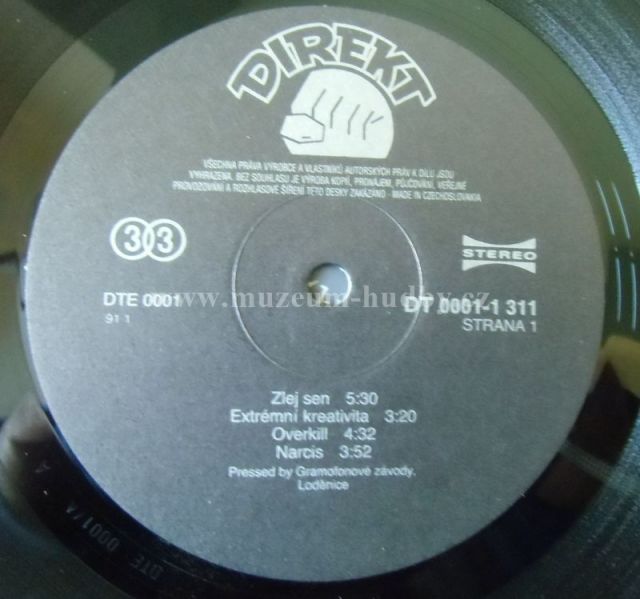 DIREKT
VŠECHNA PRÁVA VÝROBCE A VLASTNÍKŮ AUTORSKÝCH PRÁV K DÍLU JSOU
VYHRAZENA. BEZ SOUHLASU JE VÝROBA KOPIÍ, PRONÁJEM, PŮJČOVÁNÍ, VEŘEJNÉ
PROVOZOVÁNÍ A ROZHLASOVÉ ŠÍŘENÍ TÉTO DESKY ZAKÁZÁNO - MADE IN CZECHOSLOVAKIA
33
STEREO
www.muzeum-hudby.cz
DTE 0001
91 1
DT 0001-1 311
STRANA 1
Zlej sen 5:30
Extrémní kreativita 3:20
Overkill 4:32
Narcis 3:52
Pressed by Gramofonové závody,
Loděnice
DTE 0001/A A